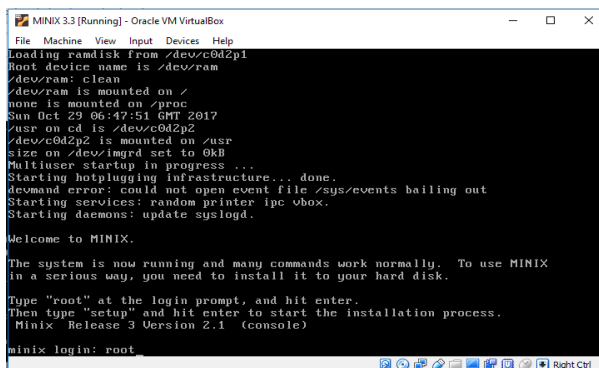 MINIX 3.3 [Running] - Oracle VM VirtualBox
File Machine View Input Devices Help
Loading ramdisk from /dev/c0d2p1
Root device name is /dev/ram
/dev/ram: clean
/dev/ram is mounted on /
none is mounted on /proc
Sun Oct 29 06:47:51 GMT 2017
/usr on cd is /dev/c0d2p2
/dev/c0d2p2 is mounted on /usr
size on /dev/imgrd set to 0kB
Multiuser startup in progress ...
Starting hotplugging infrastructure... done.
devmand error: could not open event file /sys/events bailing out
Starting services: random printer ipc vbox.
Starting daemons: update syslogd.
Welcome to MINIX.
The system is now running and many commands work normally.  To use MINIX
in a serious way, you need to install it to your hard disk.
Type "root" at the login prompt, and hit enter.
Then type "setup" and hit enter to start the installation process.
Minix  Release 3 Version 2.1  (console)
minix login: root_
Right Ctrl